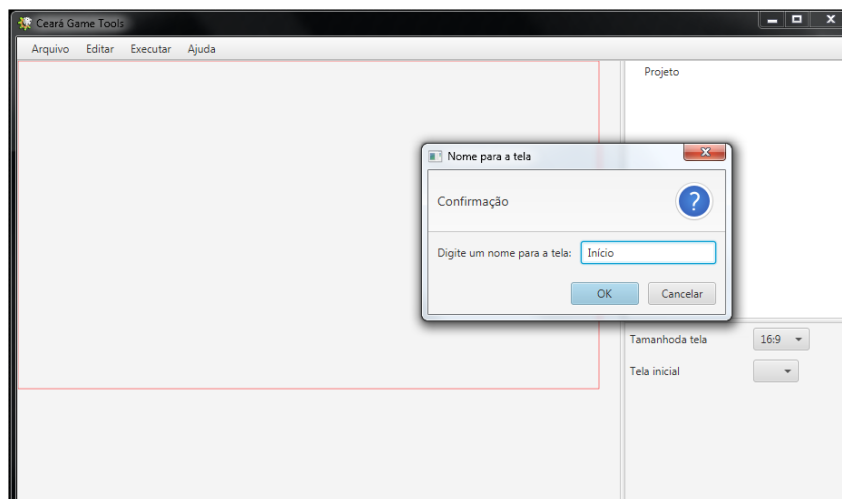 Ceará Game Tools
Arquivo Editar Executar Ajuda
Projeto
Nome para a tela
Confirmação
?
Digite um nome para a tela: Início
OK Cancelar
Tamanhoda tela 16:9
Tela inicial